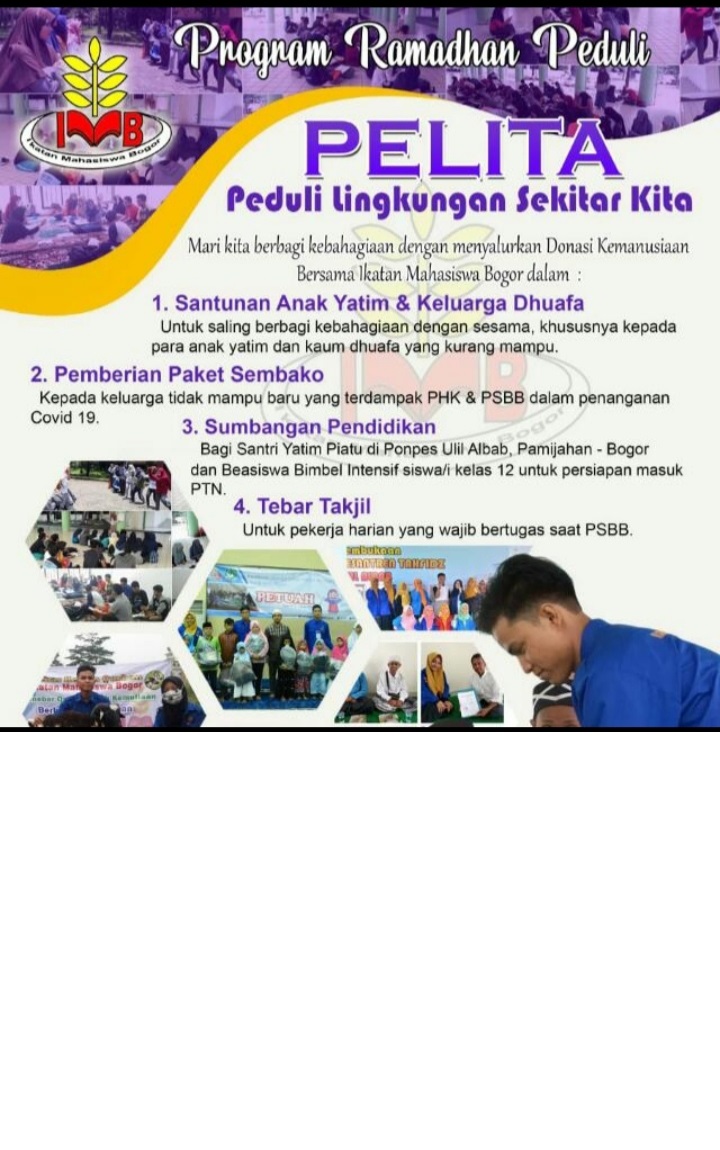 Program Ramadhan Peduli
IMB
Ikatan Mahasiswa Bogor
PELITA
Peduli Lingkungan Sekitar Kita
Mari kita berbagi kebahagiaan dengan menyalurkan Donasi Kemanusiaan
Bersama Ikatan Mahasiswa Bogor dalam :
1. Santunan Anak Yatim & Keluarga Dhuafa
Untuk saling berbagi kebahagiaan dengan sesama, khususnya kepada
para anak yatim dan kaum dhuafa yang kurang mampu.
2. Pemberian Paket Sembako
Kepada keluarga tidak mampu baru yang terdampak PHK & PSBB dalam penanganan
Covid 19.
3. Sumbangan Pendidikan
Bagi Santri Yatim Piatu di Ponpes Ulil Albab, Pamijahan - Bogor
dan Beasiswa Bimbel Intensif siswa/i kelas 12 untuk persiapan masuk
PTN.
4. Tebar Takjil
Untuk pekerja harian yang wajib bertugas saat PSBB.
IMB
Bogor
PETUAH